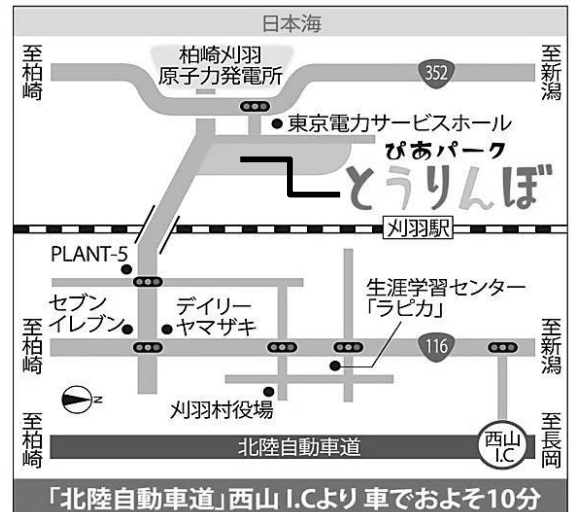 日本海
至柏崎
柏崎刈羽
原子力発電所
352
至新潟
東京電力サービスホール
ぴあパーク
とうりんぼ
刈羽駅
PLANT-5
セブン
イレブン
デイリー
ヤマザキ
生涯学習センター
「ラピカ」
至柏崎
116
至新潟
N
刈羽村役場
至柏崎
北陸自動車道
西山
I.C
至長岡
「北陸自動車道」西山 I.Cより 車でおよそ10分